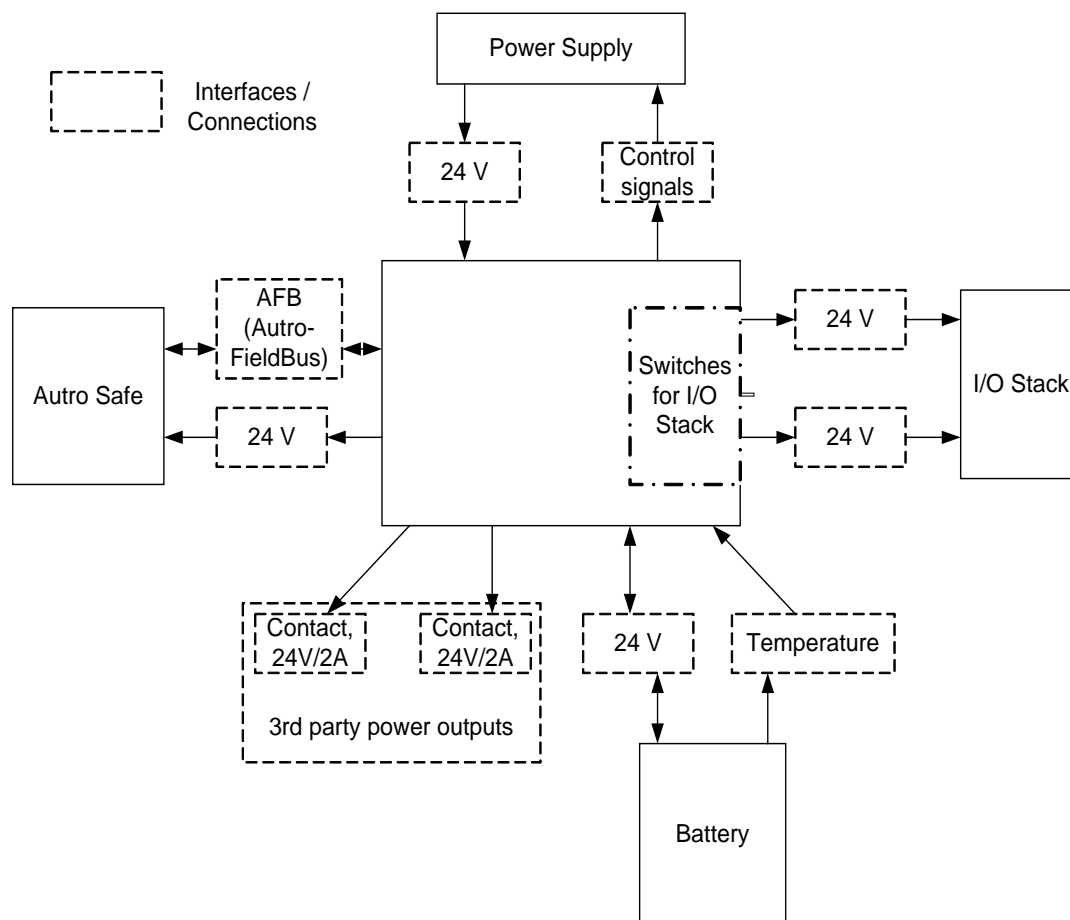 Power Supply
Interfaces /
Connections
24 V
Control
signals
AFB
(Autro-
FieldBus)
24 V
Autro Safe
Switches
for I/O
Stack
24 V
I/O Stack
24 V
24 V
Contact,
24V/2A
Contact,
24V/2A
24 V
Temperature
3rd party power outputs
Battery